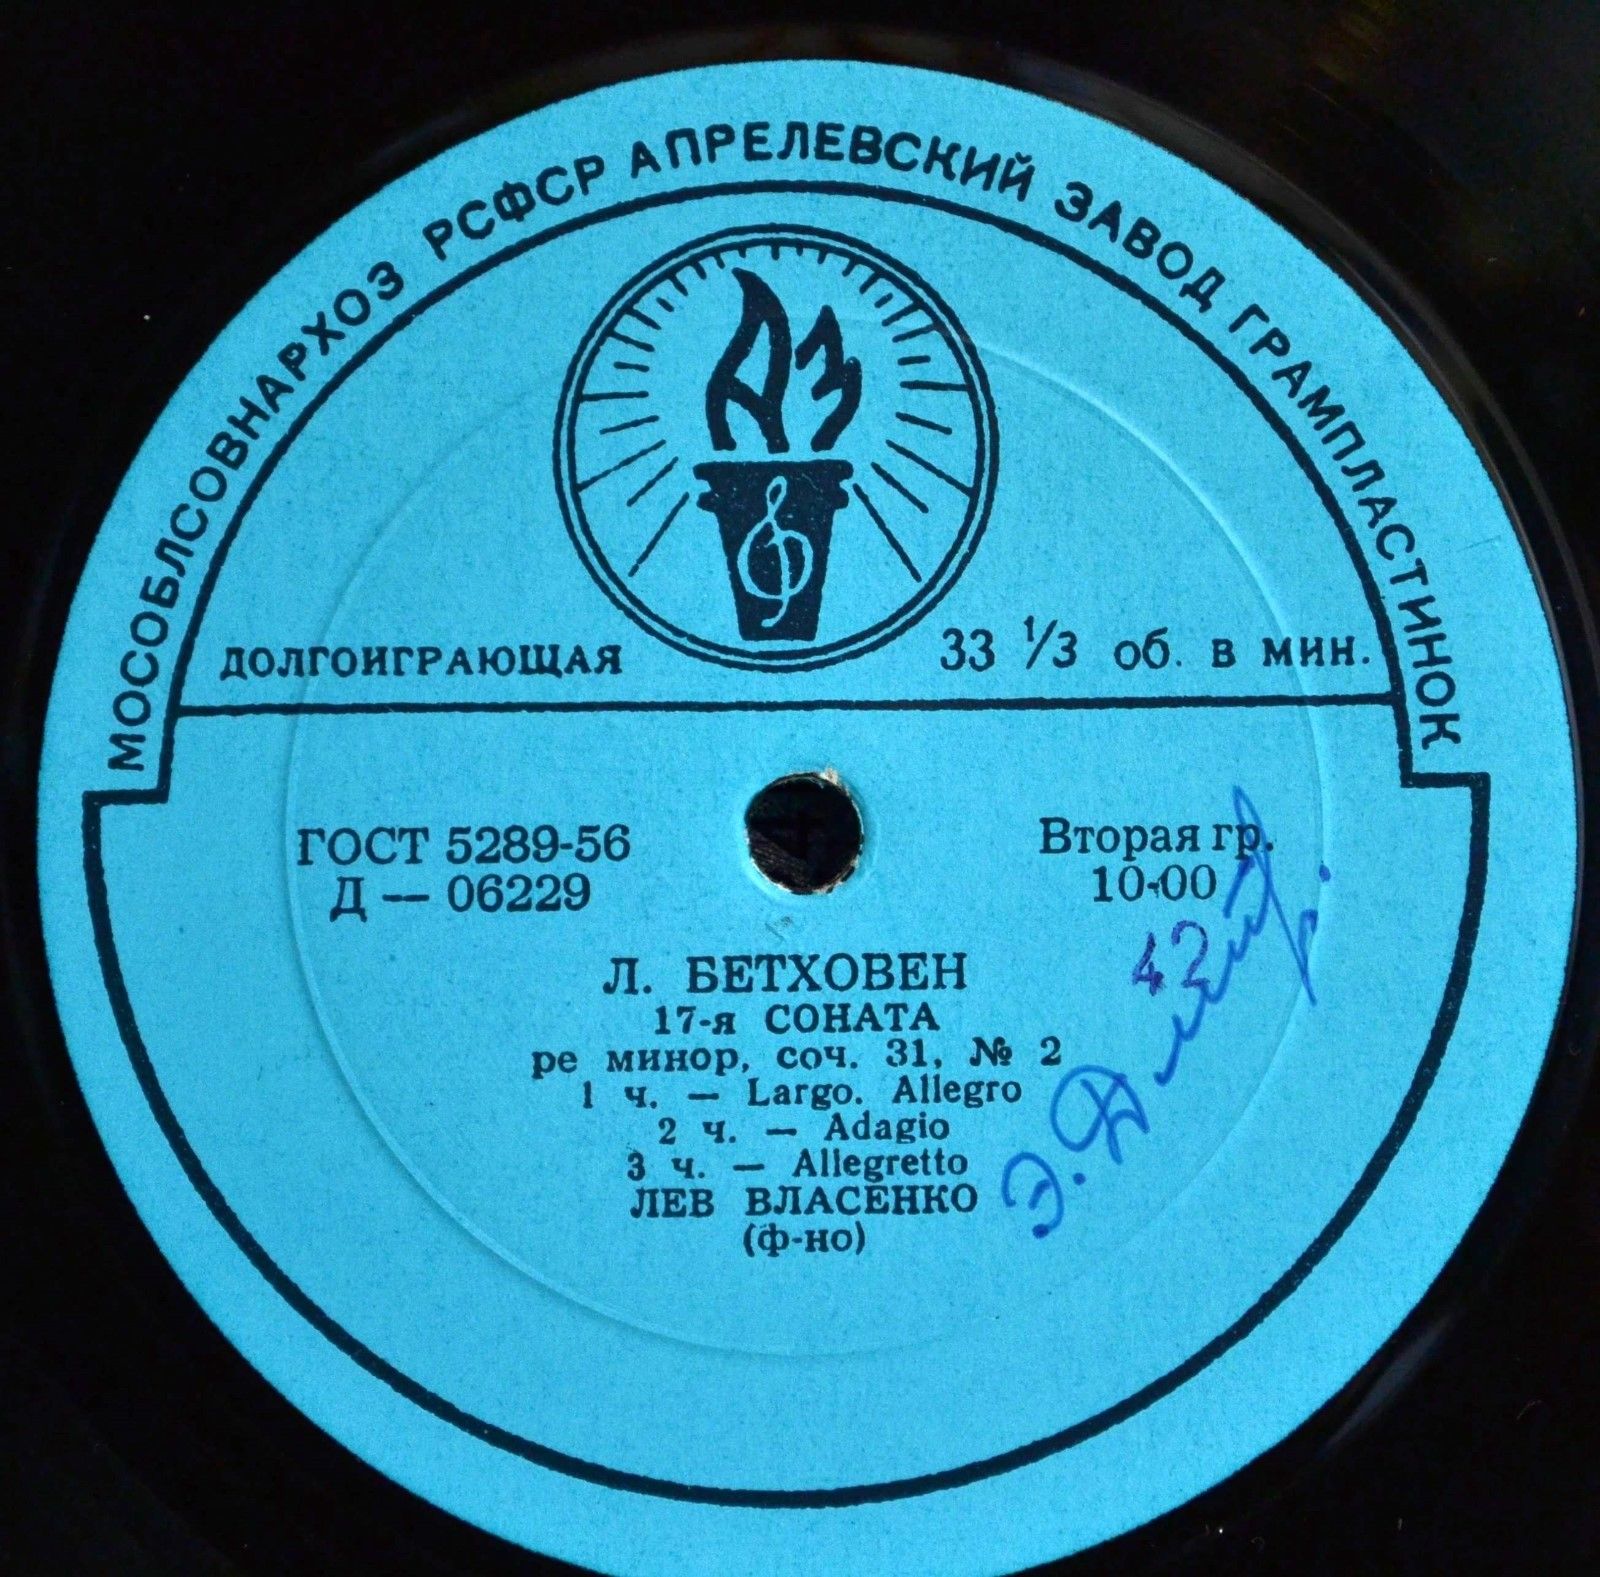 МОСОБЛСОВНАРХОЗ РСФСР АПРЕЛЕВСКИЙ ЗАВОД ГРАМПЛАСТИНОК
АЗ
ДОЛГОИГРАЮЩАЯ
33 1/3 об. в мин.
ГОСТ 5289-56
Д — 06229
Вторая гр.
10-00
42
Л. БЕТХОВЕН
17-я СОНАТА
ре минор, соч. 31, № 2
1 ч. — Largo. Allegro
2 ч. — Adagio
3 ч. — Allegretto
ЛЕВ ВЛАСЕНКО
(ф-но)